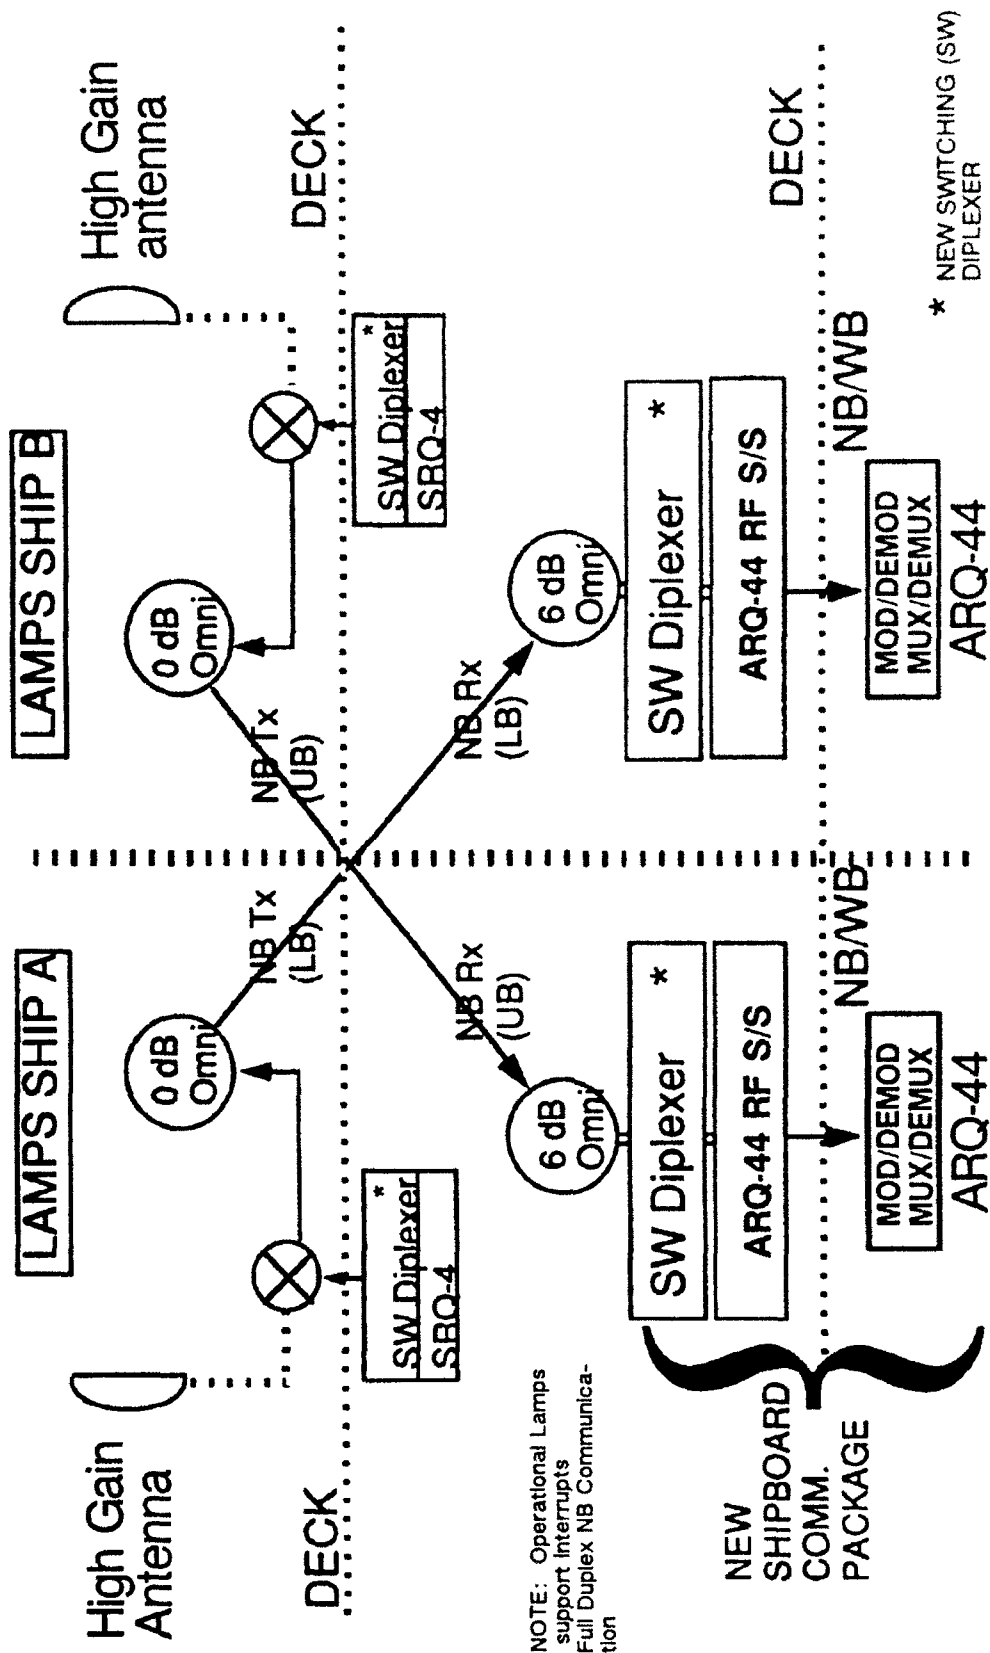 LAMPS SHIP A
LAMPS SHIP B
High Gain
Antenna
0 dB
Omni
0 dB
Omni
High Gain
antenna
NB Tx
(LB)
NB Tx
(UB)
DECK
DECK
SW Diplexer *
SRQ-4
SW Diplexer *
SRQ-4
NB Rx
(UB)
NB Rx
(LB)
NOTE: Operational Lamps
support Interrupts
Full Duplex NB Communica-
tion
6 dB
Omni
6 dB
Omni
SW Diplexer *
ARQ-44 RF S/S
SW Diplexer *
ARQ-44 RF S/S
DECK
NEW
SHIPBOARD
COMM.
PACKAGE
NB/WB
NB/WB
MOD/DEMOD
MUX/DEMUX
ARQ-44
MOD/DEMOD
MUX/DEMUX
ARQ-44
* NEW SWITCHING (SW)
DIPLEXER